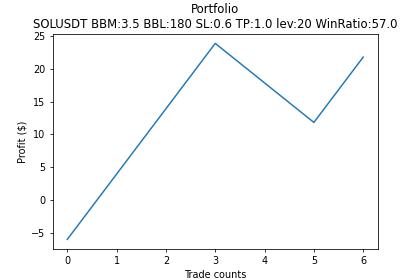 Portfolio
SOLUSDT BBM:3.5 BBL:180 SL:0.6 TP:1.0 lev:20 WinRatio:57.0
25
20
15
10
5
0
−5
Profit ($)
0 1 2 3 4 5 6
Trade counts